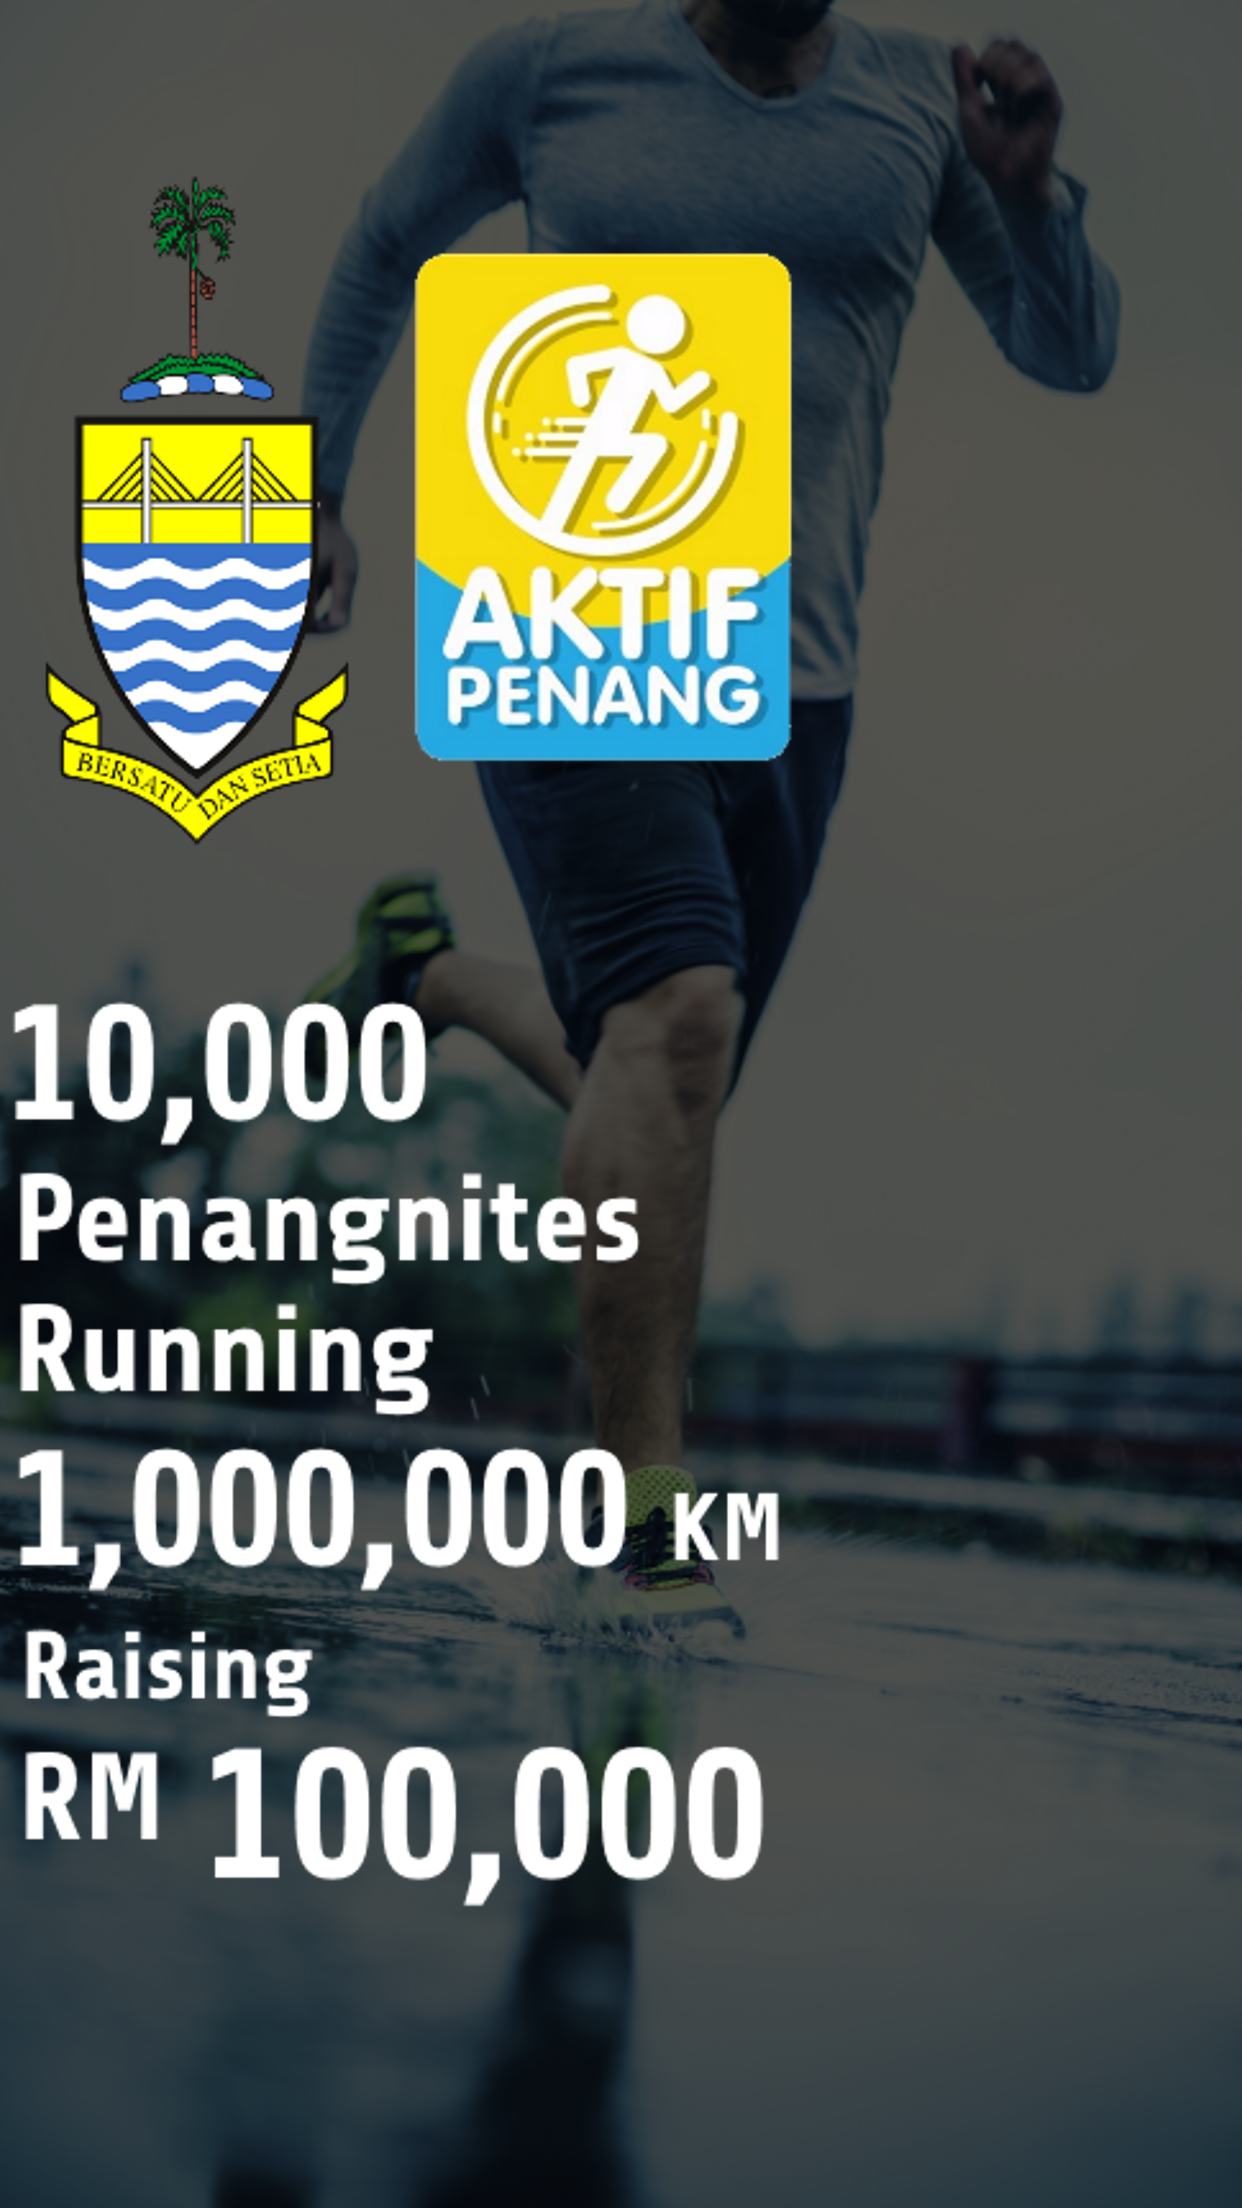 BERSATU DAN SETIA
AKTIF
PENANG
10,000
Penangnites
Running
1,000,000 KM
Raising
RM 100,000